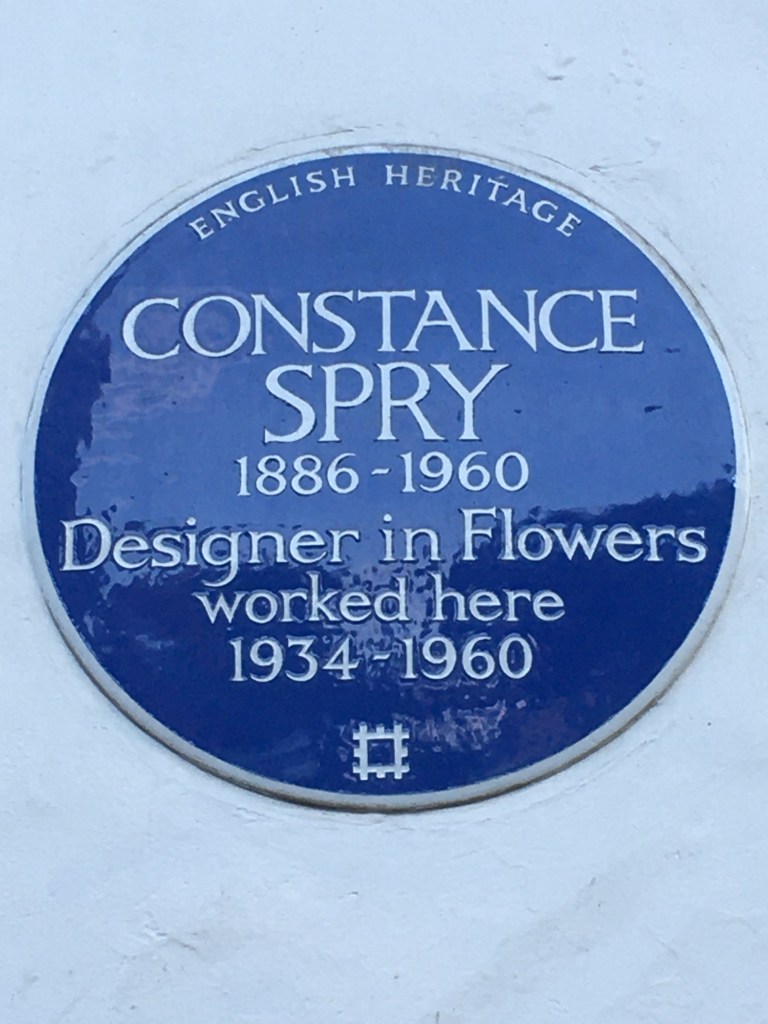 ENGLISH HERITAGE
CONSTANCE
SPRY
1886-1960
Designer in Flowers
worked here
1934-1960